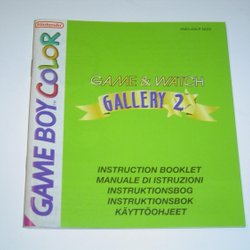 Nintendo
GAME BOY COLOR
GAME & WATCH
GALLERY 2
INSTRUCTION BOOKLET
MANUALE DI ISTRUZIONI
INSTRUKTIONSBOG
INSTRUKTIONSBOK
KÄYTTÖOHJEET